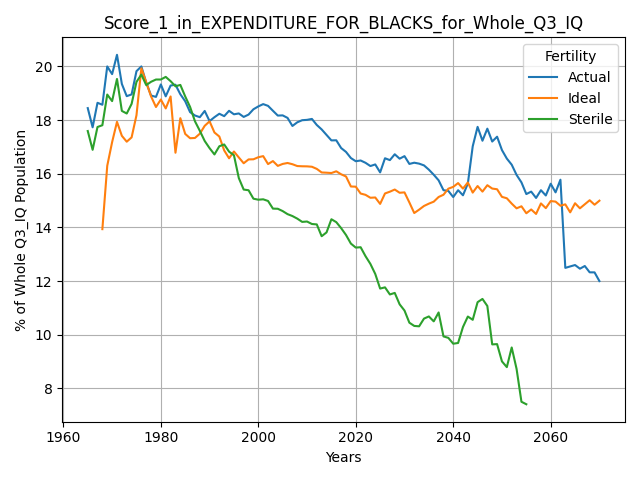 Score_1_in_EXPENDITURE_FOR_BLACKS_for_Whole_Q3_IQ
Fertility
Actual
Ideal
Sterile
% of Whole Q3_IQ Population
20
18
16
14
12
10
8
1960 1980 2000 2020 2040 2060
Years